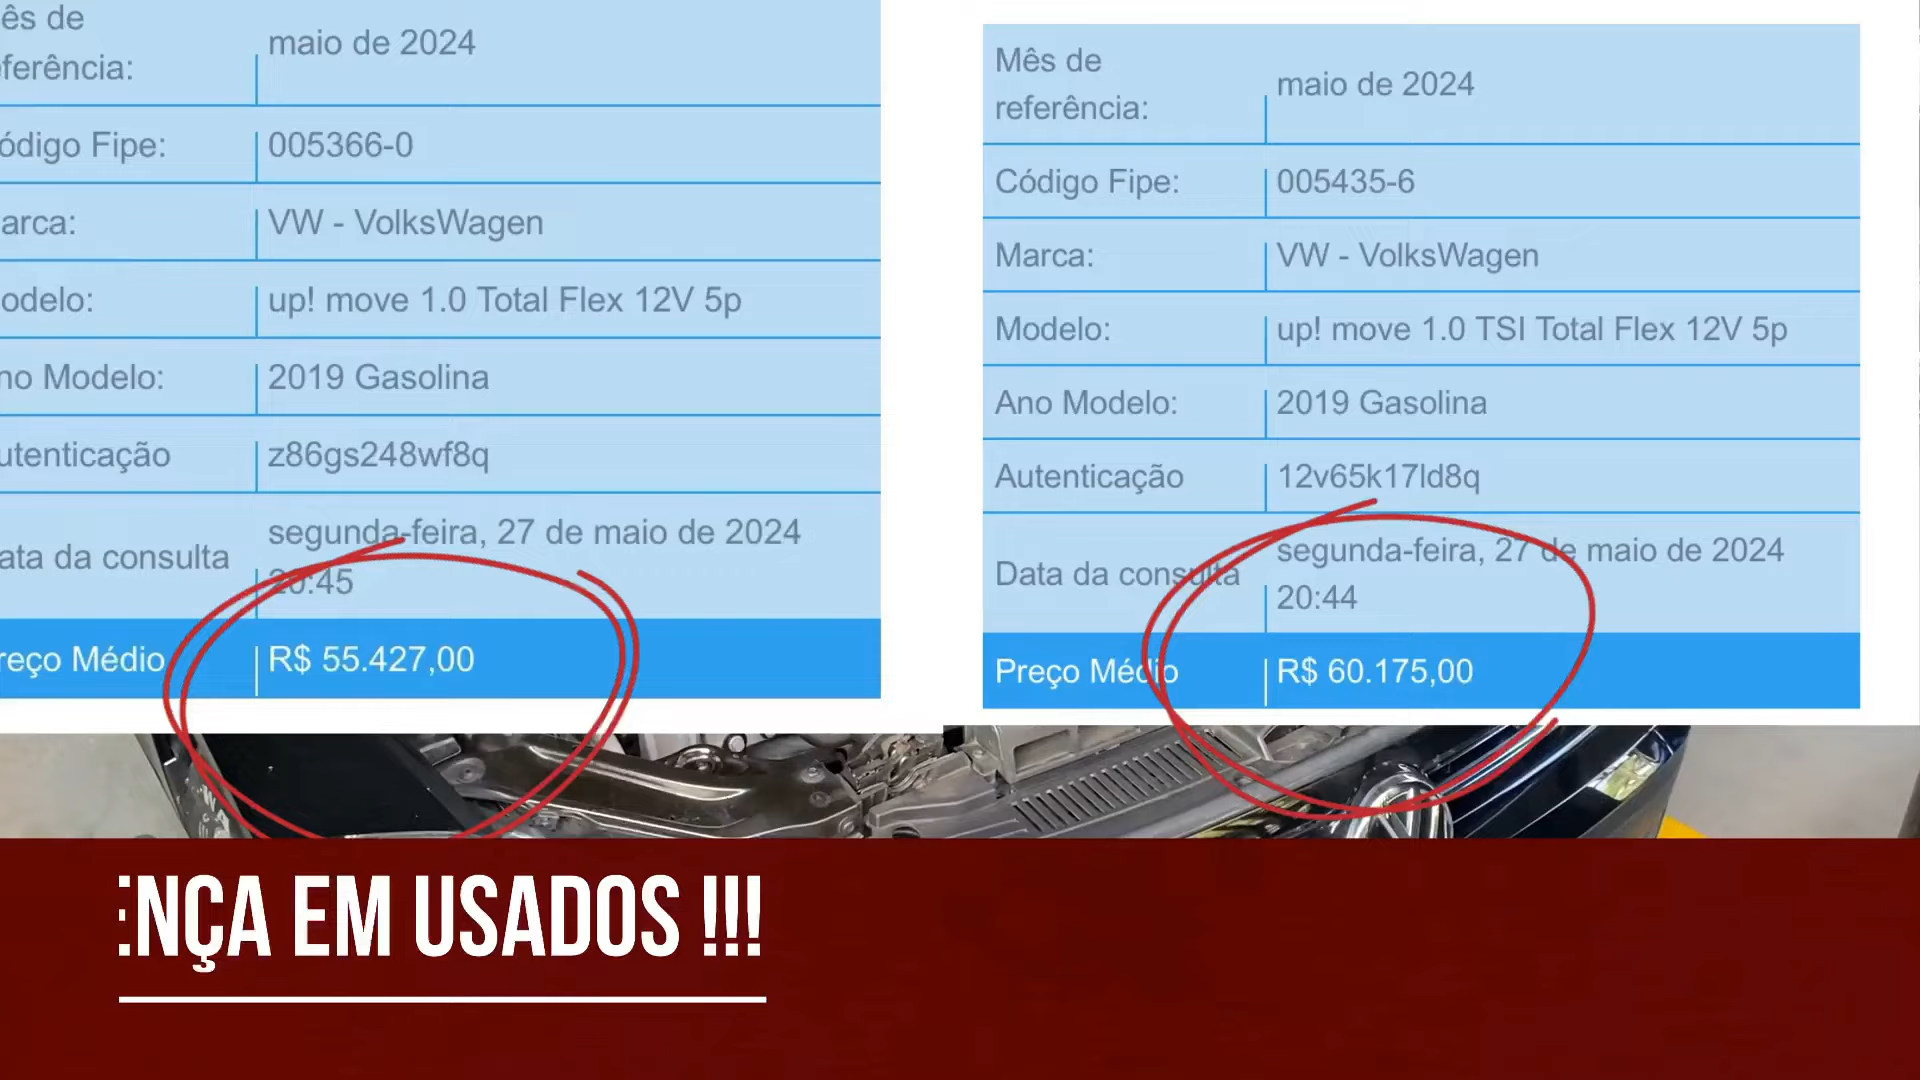 ês de
ferência:
maio de 2024
ódigo Fipe:
005366-0
arca:
VW - VolksWagen
odelo:
up! move 1.0 Total Flex 12V 5p
no Modelo:
2019 Gasolina
utenticação
z86gs248wf8q
ata da consulta
segunda-feira, 27 de maio de 2024
20:45
reço Médio
R$ 55.427,00
Mês de
referência:
maio de 2024
Código Fipe:
005435-6
Marca:
VW - VolksWagen
Modelo:
up! move 1.0 TSI Total Flex 12V 5p
Ano Modelo:
2019 Gasolina
Autenticação
12v65k17ld8q
Data da consulta
segunda-feira, 27 de maio de 2024
20:44
Preço Médio
R$ 60.175,00
ENÇA EM USADOS !!!